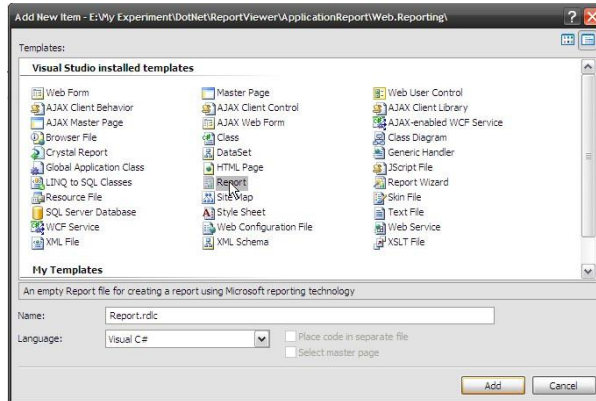 Add New Item - E:\My Experiment\DotNet\ReportViewer\ApplicationReport\Web.Reporting\
Templates:
Visual Studio installed templates
Web Form Master Page Web User Control
AJAX Client Behavior AJAX Client Control AJAX Client Library
AJAX Master Page AJAX Web Form AJAX-enabled WCF Service
Browser File Class Class Diagram
Crystal Report DataSet Generic Handler
Global Application Class HTML Page JScript File
LINQ to SQL Classes Report Report Wizard
Resource File Site Map Skin File
SQL Server Database Style Sheet Text File
WCF Service Web Configuration File Web Service
XML File XML Schema XSLT File
My Templates
An empty Report file for creating a report using Microsoft reporting technology
Name: Report.rdlc
Language: Visual C# Place code in separate file
Select master page
Add Cancel